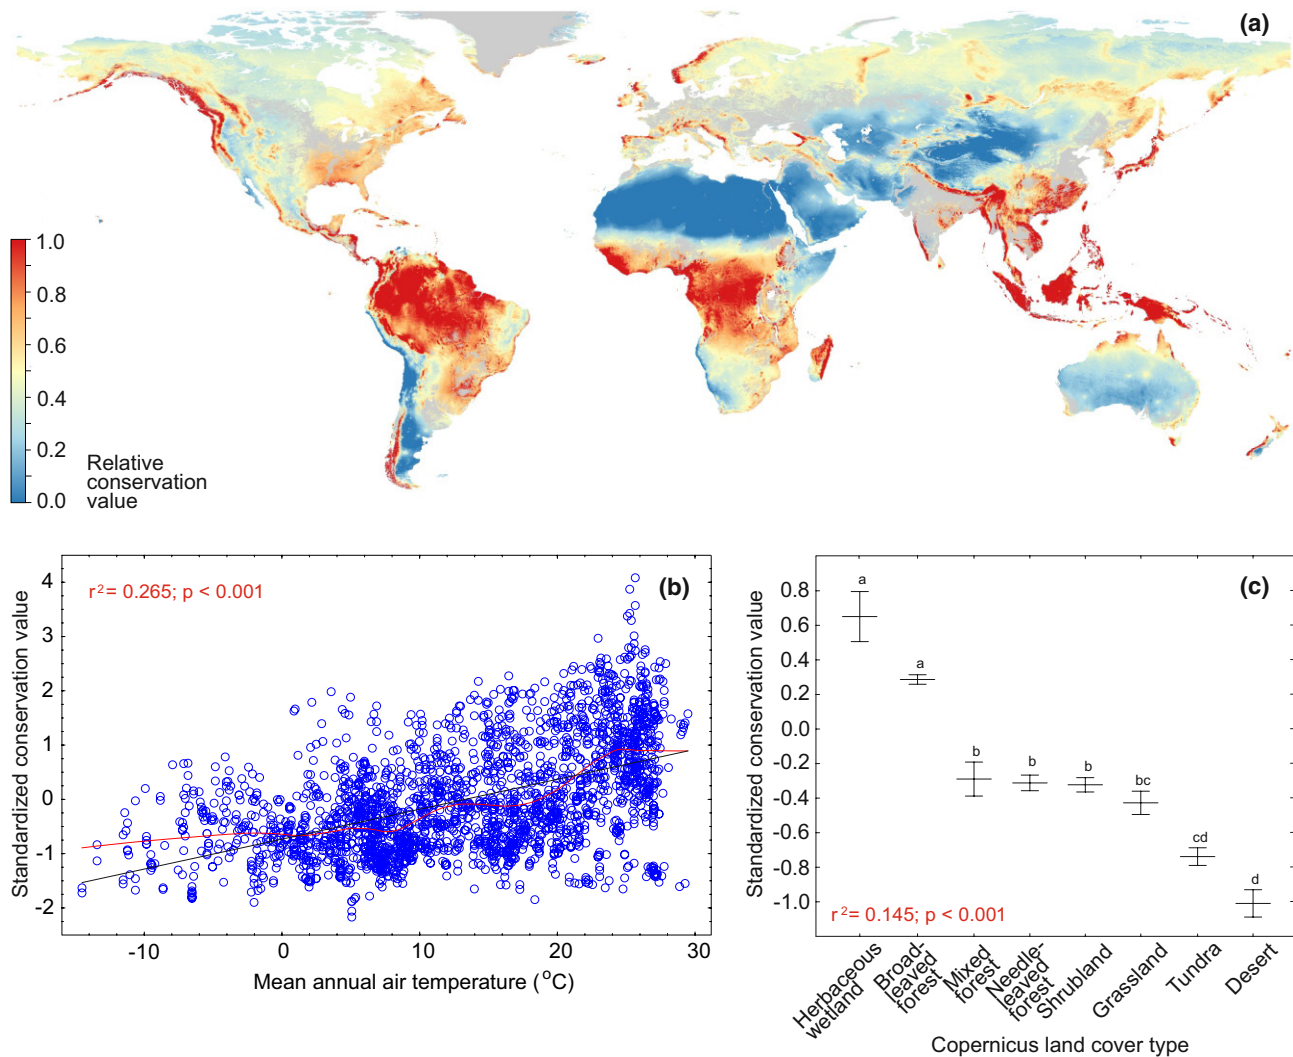 (a)
1.0
0.8
0.6
0.4
0.2
0.0
Relative
conservation
value
(b)
r² = 0.265; p < 0.001
Standardized conservation value
4
3
2
1
0
-1
-2
-10
0
10
20
30
Mean annual air temperature (°C)
(c)
Standardized conservation value
0.8
0.6
0.4
0.2
0.0
-0.2
-0.4
-0.6
-0.8
-1.0
a
a
b
b
b
bc
cd
d
r² = 0.145; p < 0.001
Herbaceous
wetland
Broad-
leaved
forest
Mixed
forest
Needle-
leaved
forest
Shrubland
Grassland
Tundra
Desert
Copernicus land cover type